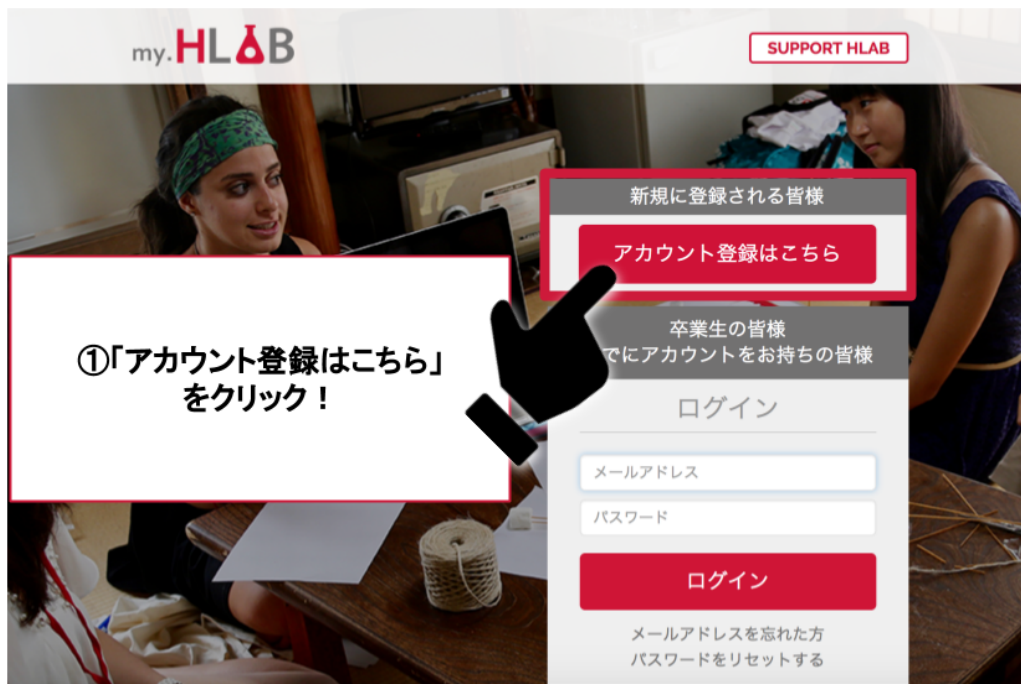 my.HLAB
SUPPORT HLAB
新規に登録される皆様
アカウント登録はこちら
①「アカウント登録はこちら」
をクリック！
卒業生の皆様
でにアカウントをお持ちの皆様
ログイン
メールアドレス
パスワード
ログイン
メールアドレスを忘れた方
パスワードをリセットする